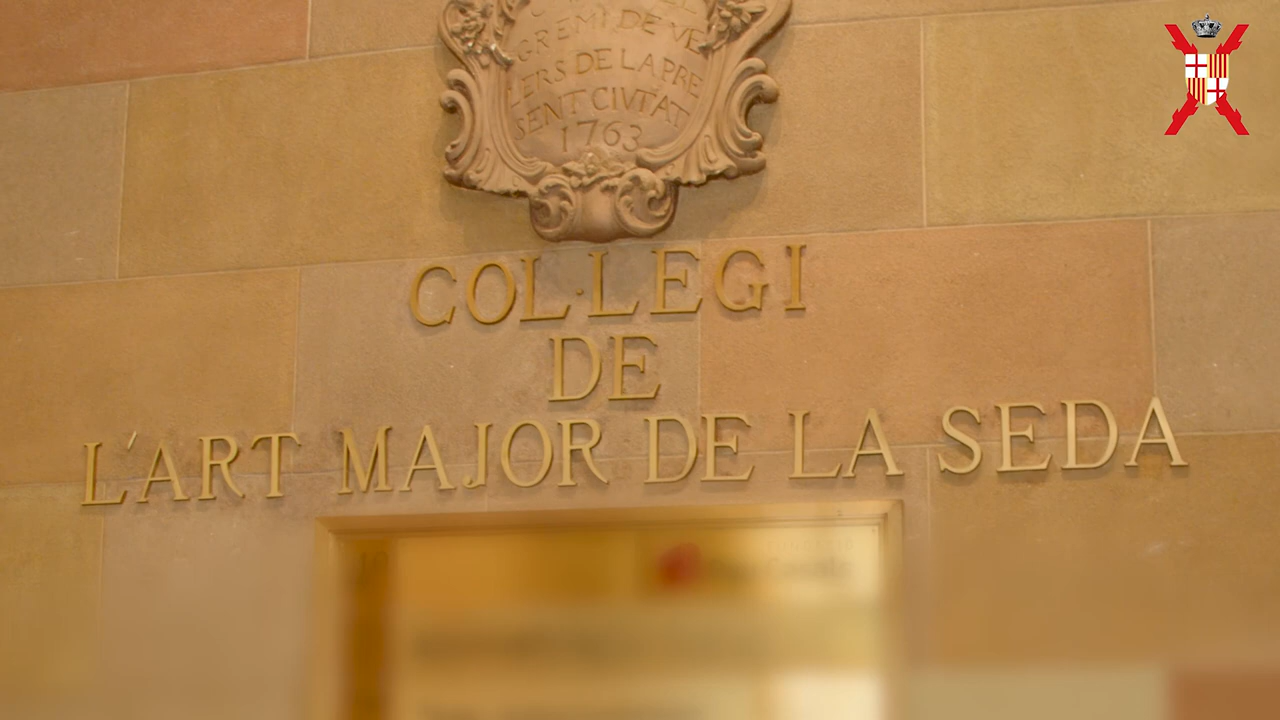 GREMI DE VE
LERS DE LA PRE
SENT CIVTAT
1763
COL·LEGI
DE
L'ART MAJOR DE LA SEDA